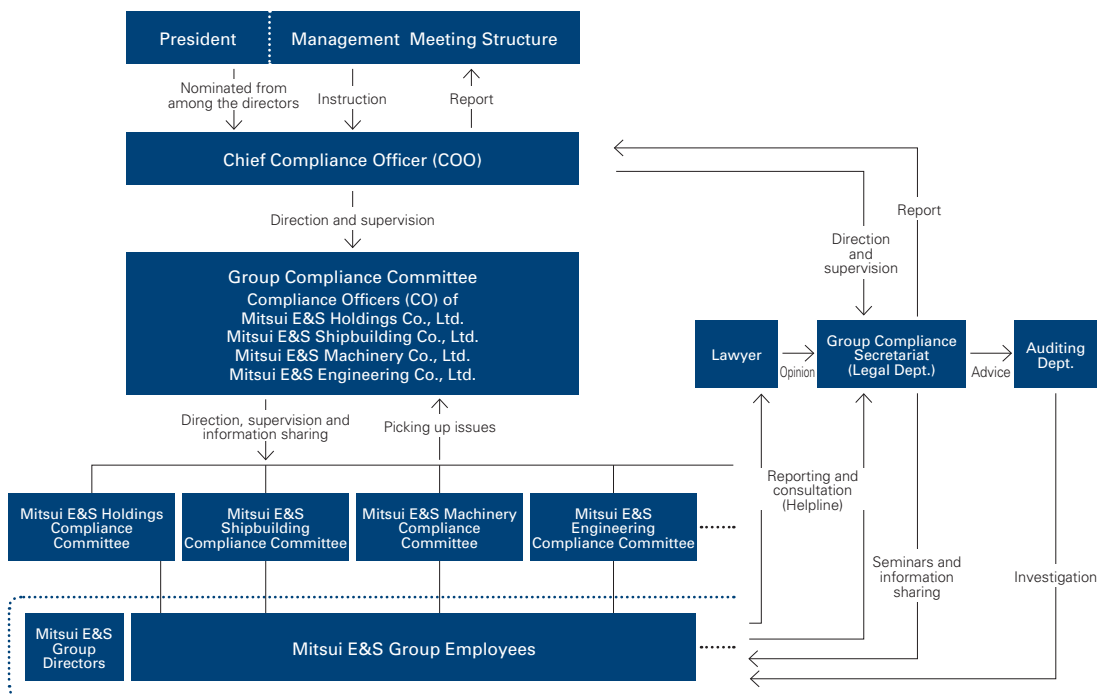 President
Management Meeting Structure
Nominated from
among the directors
Instruction
Report
Chief Compliance Officer (COO)
Direction and supervision
Report
Direction
and
supervision
Group Compliance Committee
Compliance Officers (CO) of
Mitsui E&S Holdings Co., Ltd.
Mitsui E&S Shipbuilding Co., Ltd.
Mitsui E&S Machinery Co., Ltd.
Mitsui E&S Engineering Co., Ltd.
Lawyer
Opinion
Group Compliance
Secretariat
(Legal Dept.)
Advice
Auditing
Dept.
Direction, supervision and
information sharing
Picking up issues
Reporting and
consultation
(Helpline)
Mitsui E&S Holdings
Compliance
Committee
Mitsui E&S
Shipbuilding
Compliance Committee
Mitsui E&S Machinery
Compliance
Committee
Mitsui E&S
Engineering
Compliance Committee
Seminars and
information
sharing
Investigation
Mitsui E&S
Group
Directors
Mitsui E&S Group Employees